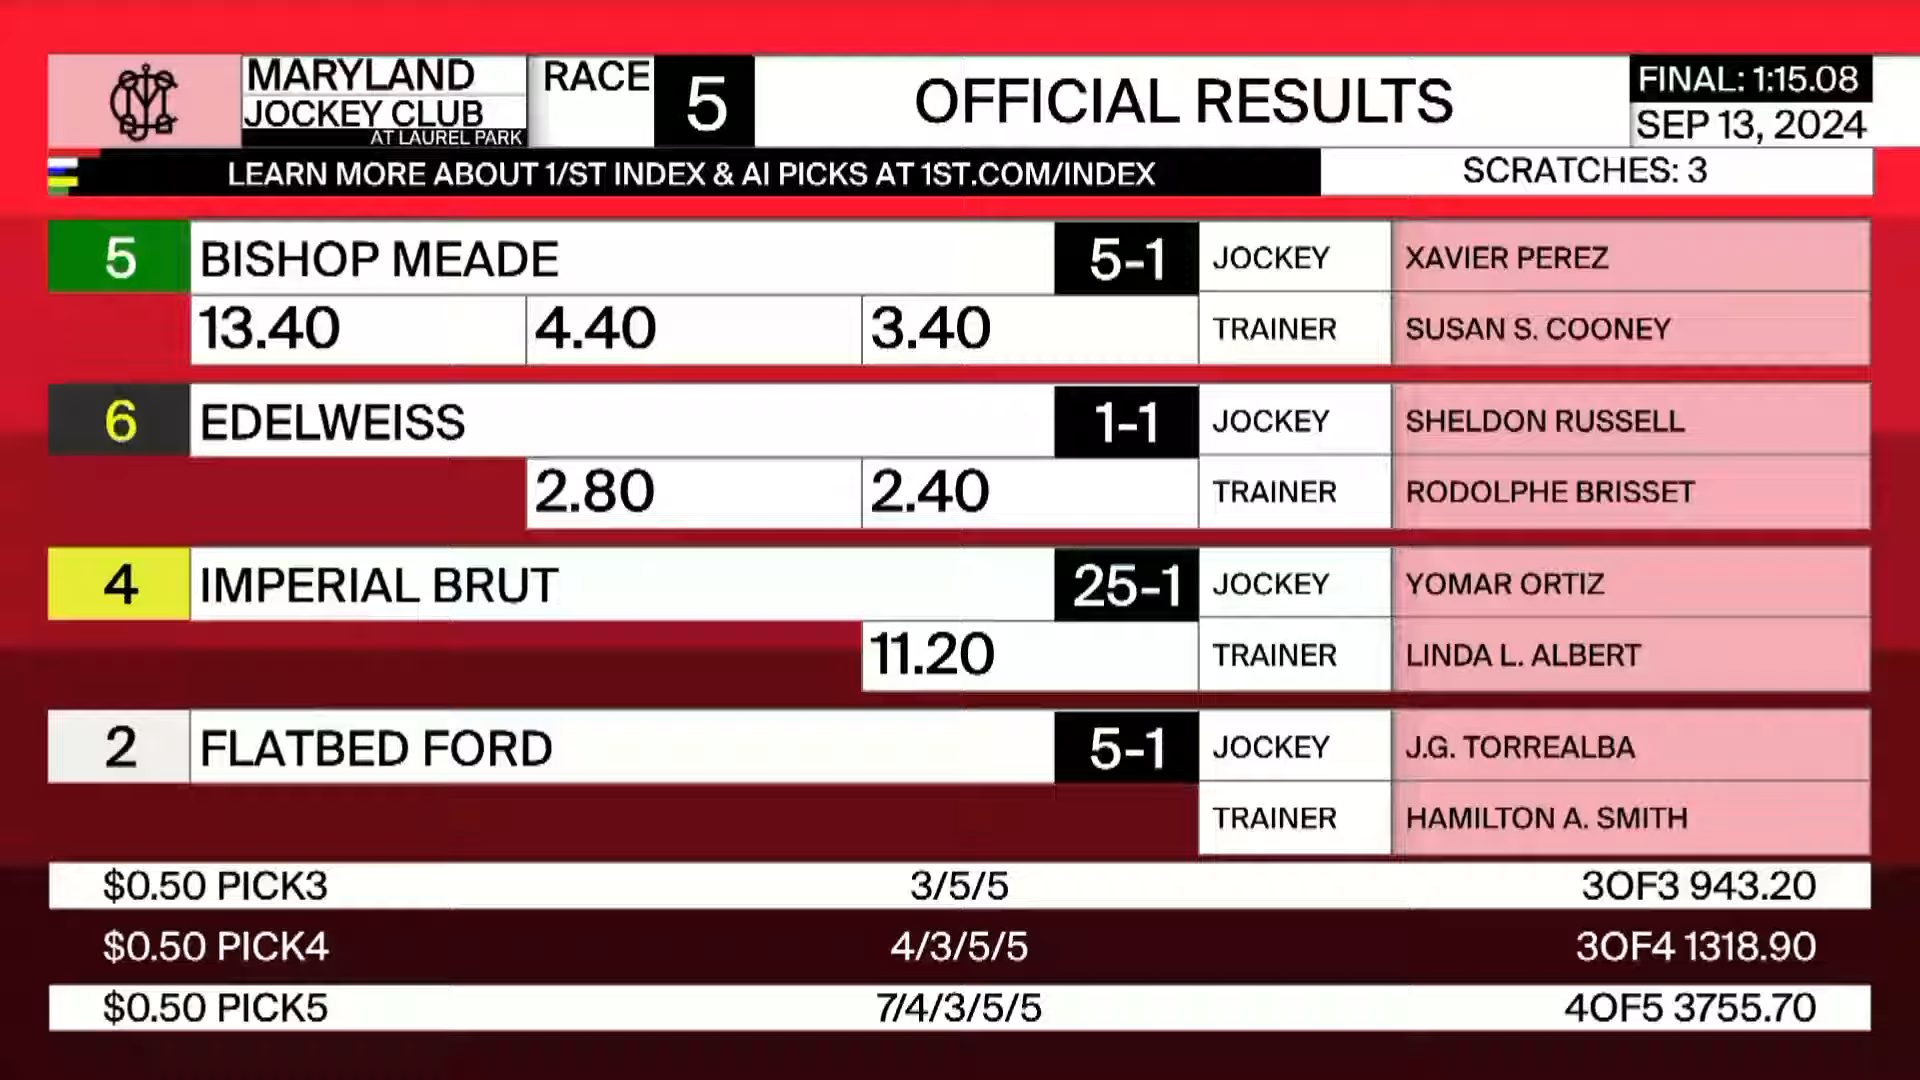 MARYLAND
JOCKEY CLUB
AT LAUREL PARK
RACE
5
OFFICIAL RESULTS
FINAL: 1:15.08
SEP 13, 2024
LEARN MORE ABOUT 1/ST INDEX & AI PICKS AT 1ST.COM/INDEX
SCRATCHES: 3
5 BISHOP MEADE 5-1 JOCKEY XAVIER PEREZ
13.40 4.40 3.40 TRAINER SUSAN S. COONEY
6 EDELWEISS 1-1 JOCKEY SHELDON RUSSELL
2.80 2.40 TRAINER RODOLPHE BRISSET
4 IMPERIAL BRUT 25-1 JOCKEY YOMAR ORTIZ
11.20 TRAINER LINDA L. ALBERT
2 FLATBED FORD 5-1 JOCKEY J.G. TORREALBA
TRAINER HAMILTON A. SMITH
$0.50 PICK3 3/5/5 3OF3 943.20
$0.50 PICK4 4/3/5/5 3OF4 1318.90
$0.50 PICK5 7/4/3/5/5 4OF5 3755.70